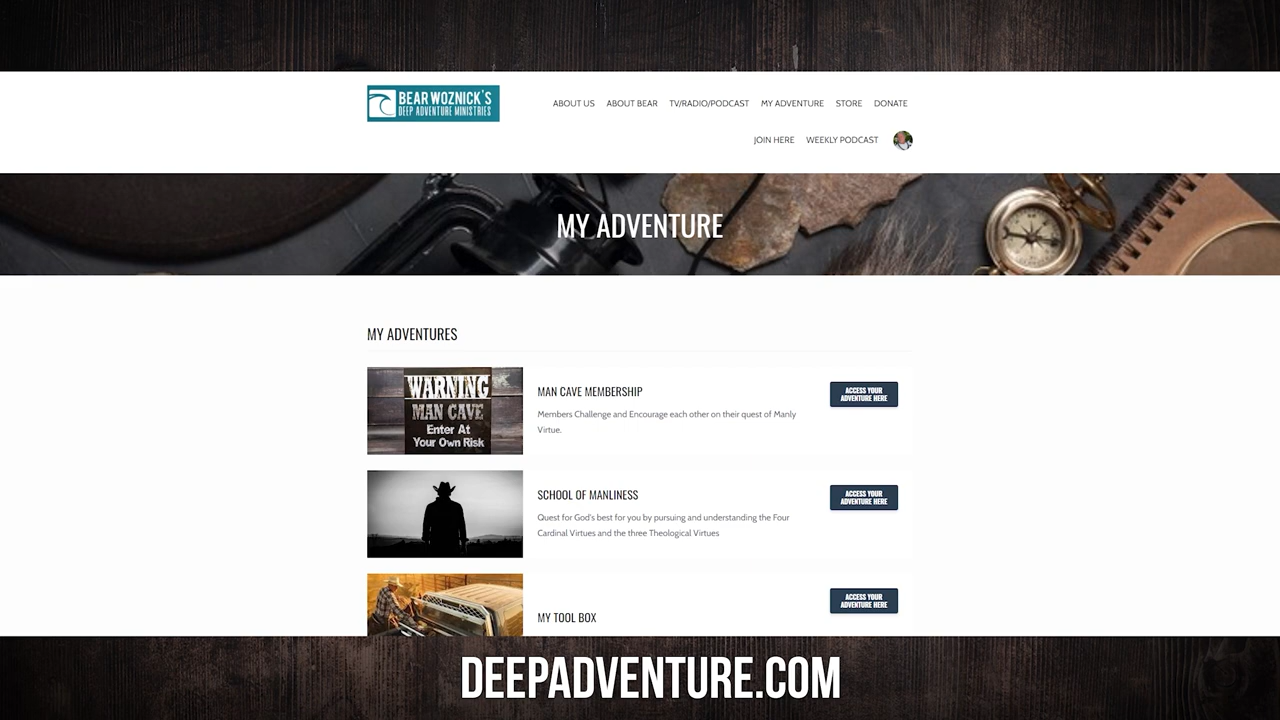 BEAR WOZNICK'S
DEEP ADVENTURE MINISTRIES
ABOUT US ABOUT BEAR TV/RADIO/PODCAST MY ADVENTURE STORE DONATE
JOIN HERE WEEKLY PODCAST
MY ADVENTURE
MY ADVENTURES
WARNING
MAN CAVE
Enter At
Your Own Risk
MAN CAVE MEMBERSHIP
Members Challenge and Encourage each other on their quest of Manly
Virtue.
ACCESS YOUR
ADVENTURE HERE
SCHOOL OF MANLINESS
Quest for God's best for you by pursuing and understanding the Four
Cardinal Virtues and the three Theological Virtues
ACCESS YOUR
ADVENTURE HERE
MY TOOL BOX
ACCESS YOUR
ADVENTURE HERE
DEEPADVENTURE.COM